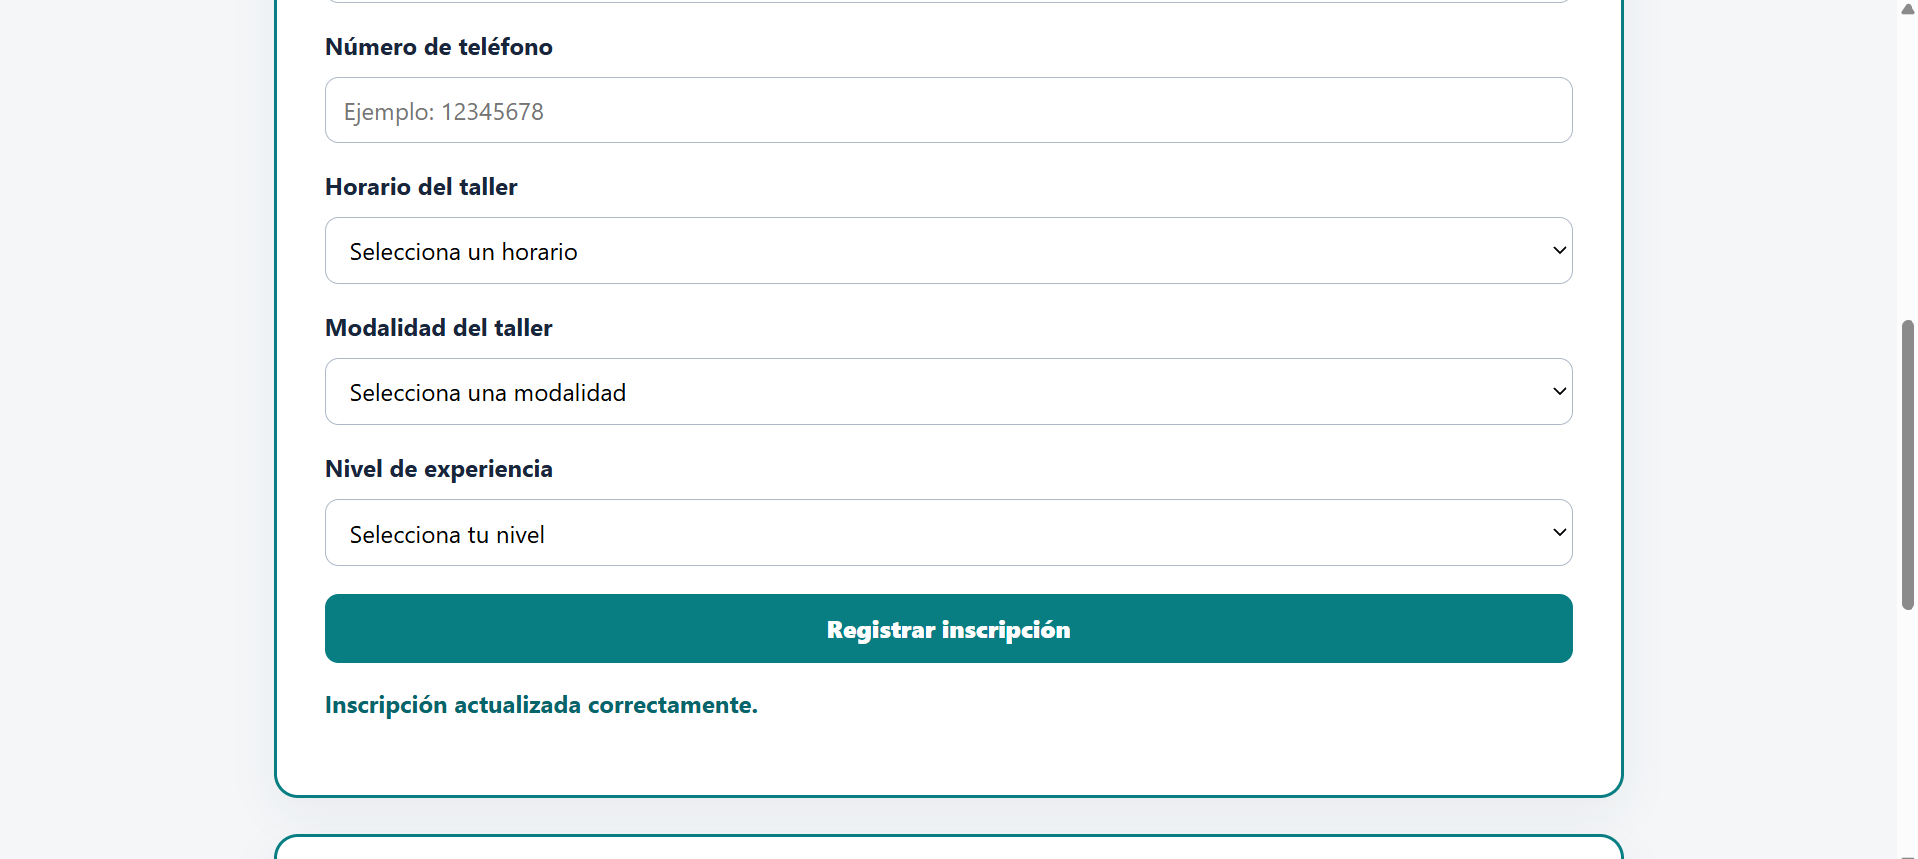 Número de teléfono
Ejemplo: 12345678
Horario del taller
Selecciona un horario
Modalidad del taller
Selecciona una modalidad
Nivel de experiencia
Selecciona tu nivel
Registrar inscripción
Inscripción actualizada correctamente.